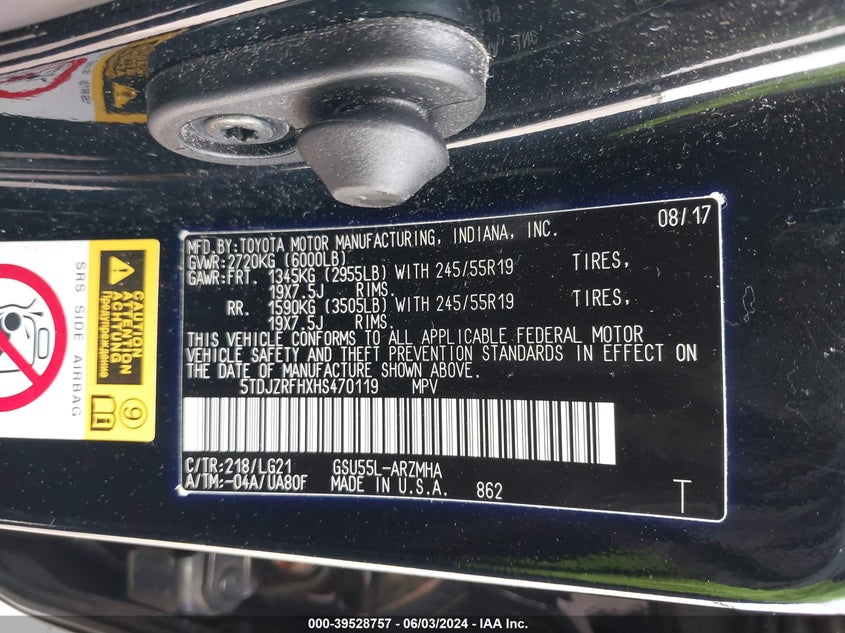 08/17
MFD.BY:TOYOTA MOTOR MANUFACTURING, INDIANA, INC.
GVWR:2720KG (6000LB)
GAWR:FRT. 1345KG (2955LB) WITH 245/55R19 TIRES,
19X7.5J RIMS.
RR. 1590KG (3505LB) WITH 245/55R19 TIRES,
19X7.5J RIMS.
THIS VEHICLE CONFORMS TO ALL APPLICABLE FEDERAL MOTOR
VEHICLE SAFETY AND THEFT PREVENTION STANDARDS IN EFFECT ON
THE DATE OF MANUFACTURE SHOWN ABOVE.
5TDJZRFHXHS470119 MPV
C/TR:218/LG21 GSU55L-ARZMHA
A/TM:-04A/UA80F MADE IN U.S.A. 862
T
SRS SIDE AIRBAG
CAUTION
ATTENTION
ACHTUNG
Предупреждение
9
000-39528757 - 06/03/2024 - IAA Inc.